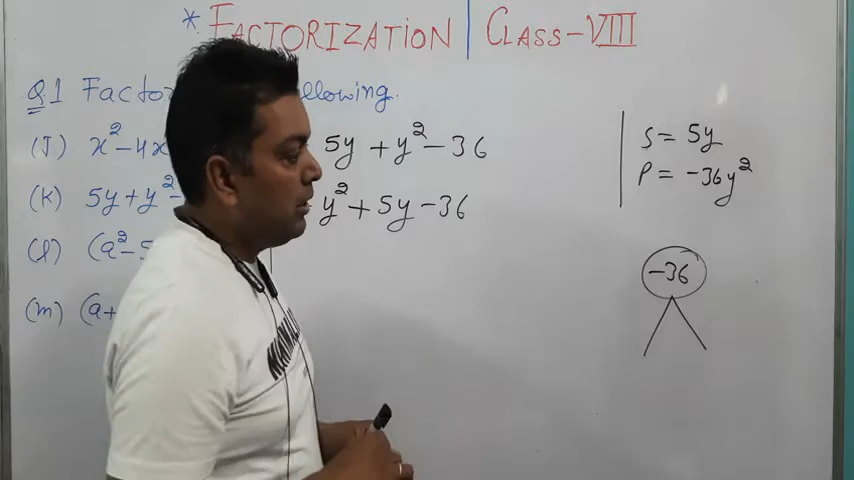 * FACTORIZATION | CLASS-VIII
Q.1 Factor llowing.
(J) x² - 4x
(K) 5y + y² -
(l) (a² - 5
(m) (a+
5y + y² - 36
y² + 5y - 36
S = 5y
P = -36y²
-36